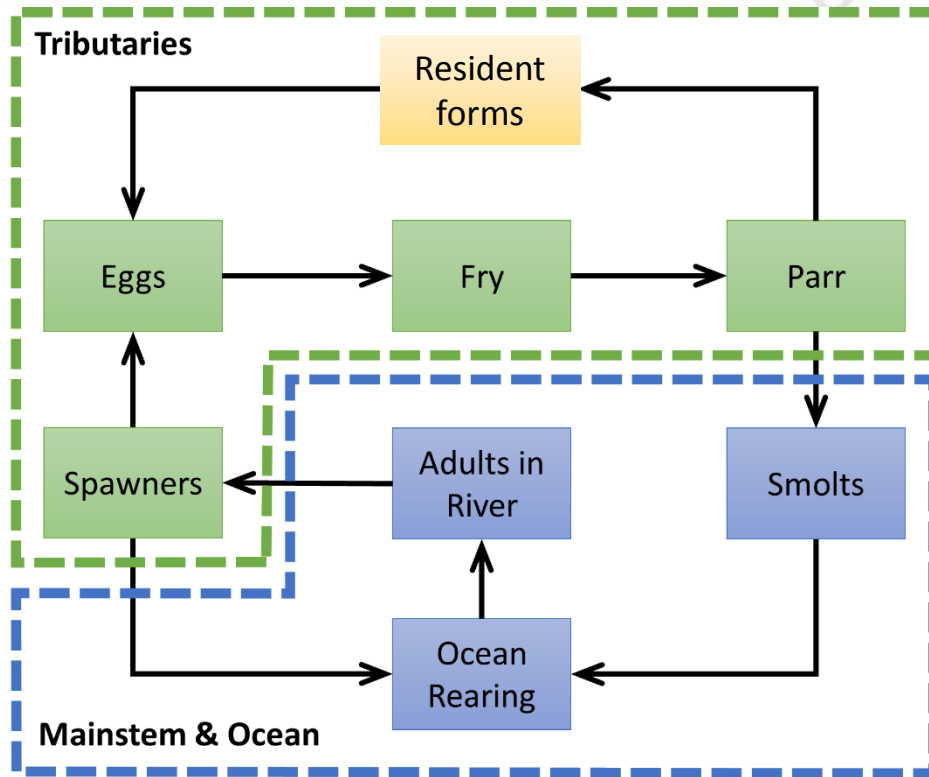 Tributaries
Resident
forms
Eggs
Fry
Parr
Spawners
Adults in
River
Smolts
Ocean
Rearing
Mainstem & Ocean